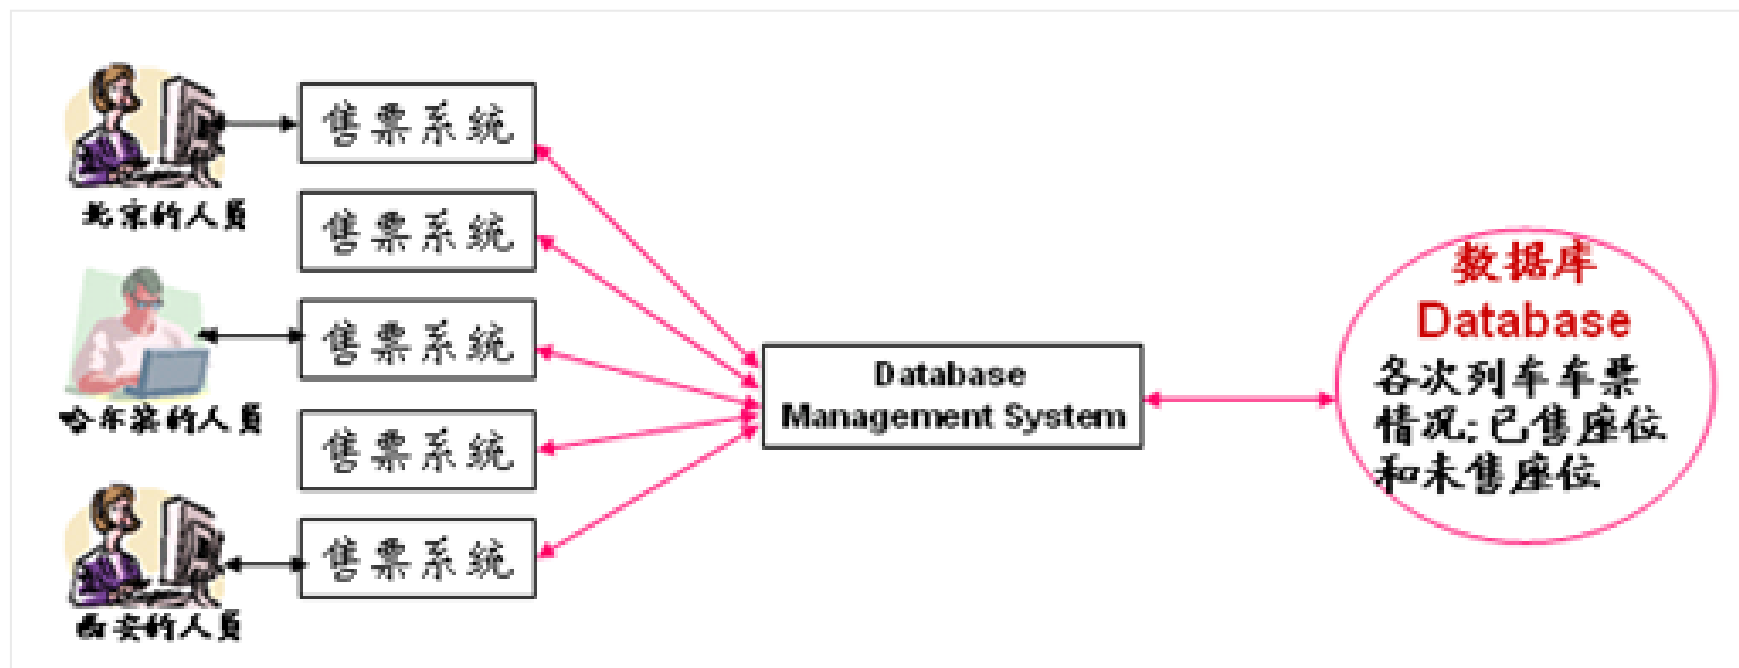 售票系统
北京的人员
售票系统
售票系统
哈尔滨的人员
售票系统
售票系统
西安的人员
Database
Management System
数据库
Database
各次列车车票
情况:已售座位
和未售座位